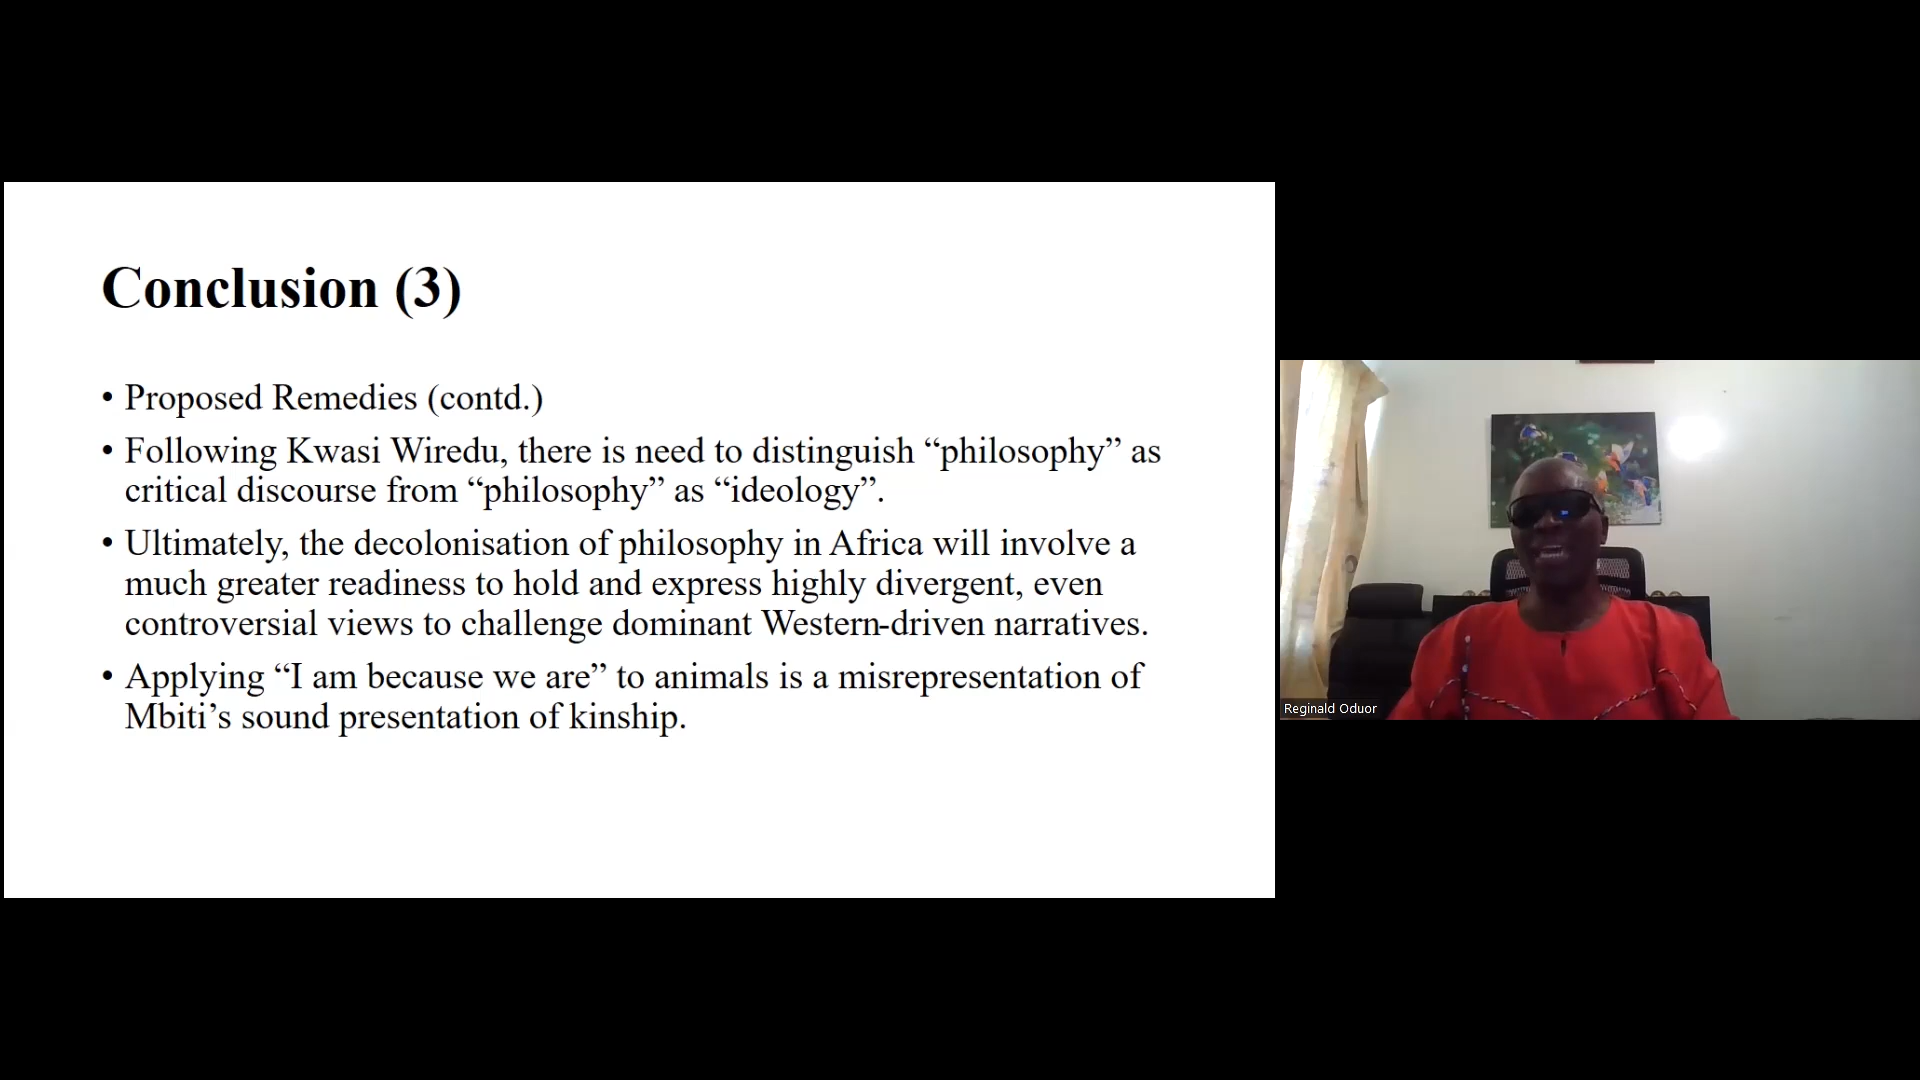 Conclusion (3)
• Proposed Remedies (contd.)
• Following Kwasi Wiredu, there is need to distinguish “philosophy” as
critical discourse from “philosophy” as “ideology”.
• Ultimately, the decolonisation of philosophy in Africa will involve a
much greater readiness to hold and express highly divergent, even
controversial views to challenge dominant Western-driven narratives.
• Applying “I am because we are” to animals is a misrepresentation of
Mbiti’s sound presentation of kinship.
Reginald Oduor